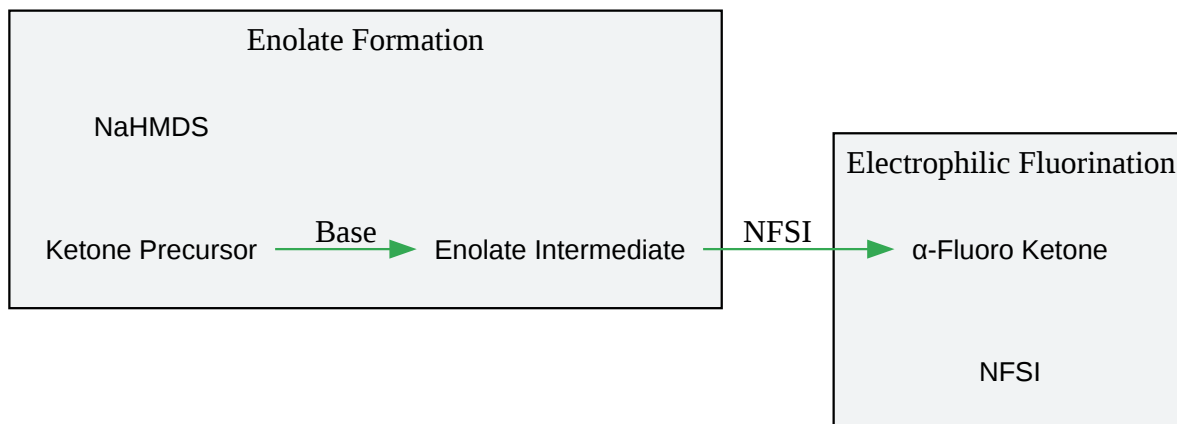 Enolate Formation
NaHMDS
Ketone Precursor
Base
Enolate Intermediate
NFSI
Electrophilic Fluorination
α-Fluoro Ketone
NFSI